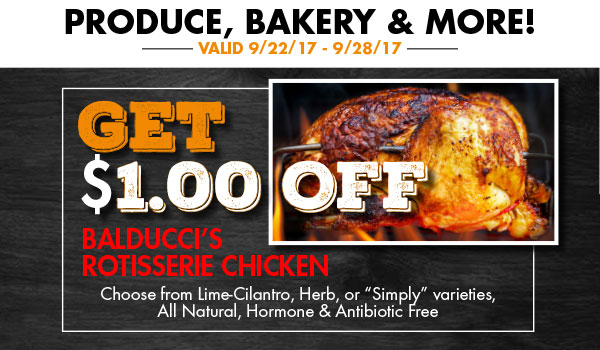 PRODUCE, BAKERY & MORE!
VALID 9/22/17 - 9/28/17
GET
$1.00 OFF
BALDUCCI'S
ROTISSERIE CHICKEN
Choose from Lime-Cilantro, Herb, or “Simply” varieties,
All Natural, Hormone & Antibiotic Free